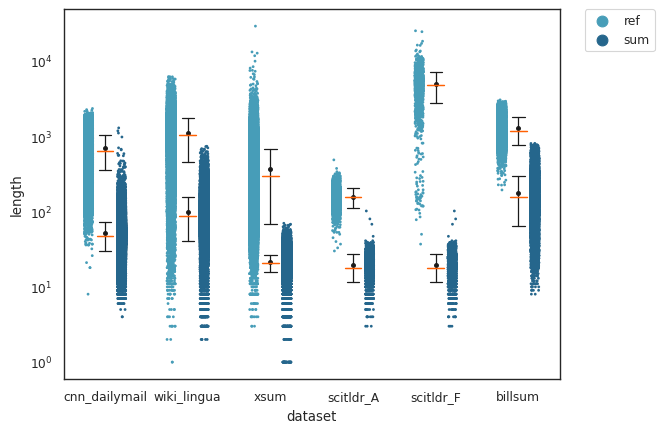 ref
sum
10^4
10^3
10^2
10^1
10^0
length
cnn_dailymail wiki_lingua xsum scitldr_A scitldr_F billsum
dataset